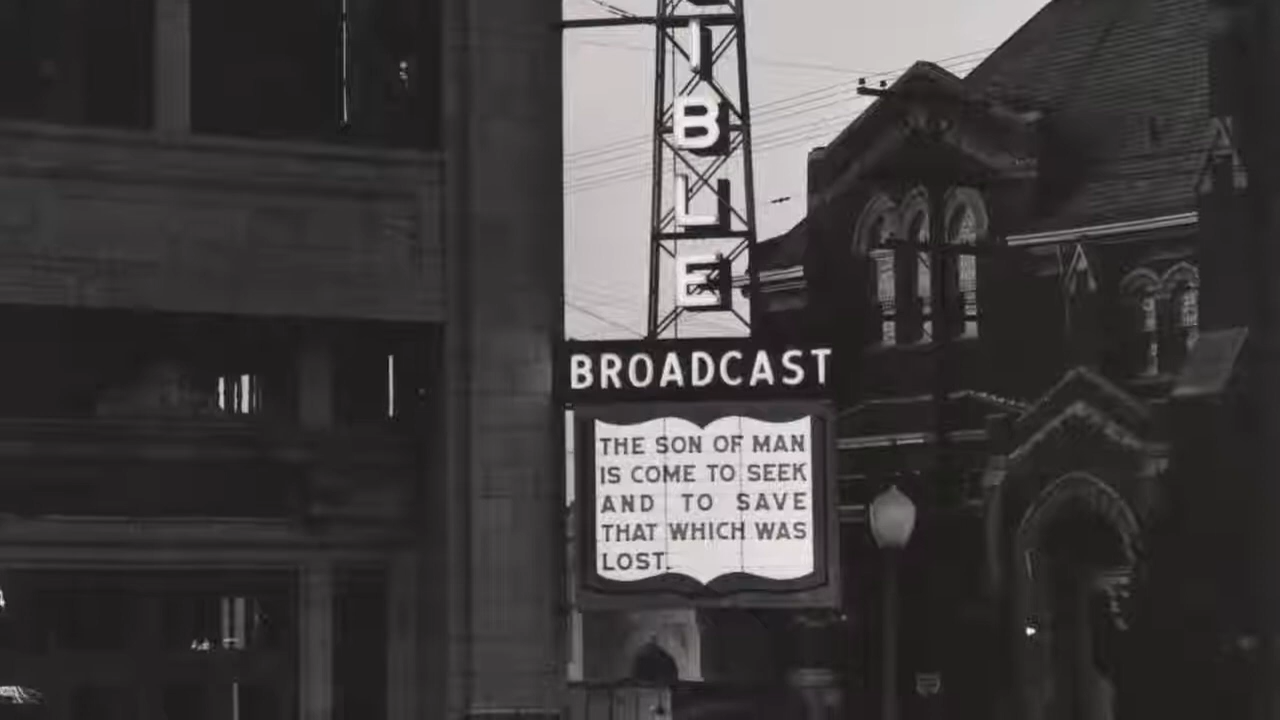 IBLE
BROADCAST
THE SON OF MAN
IS COME TO SEEK
AND TO SAVE
THAT WHICH WAS
LOST.